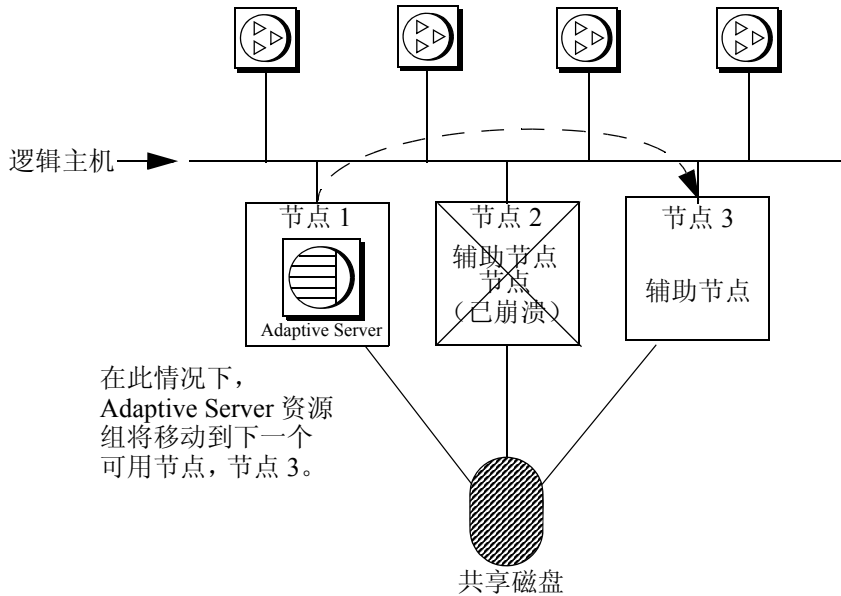 逻辑主机
节点 1
Adaptive Server
节点 2
辅助节点
节点
（已崩溃）
节点 3
辅助节点
在此情况下，
Adaptive Server 资源
组将移动到下一个
可用节点，节点 3。
共享磁盘